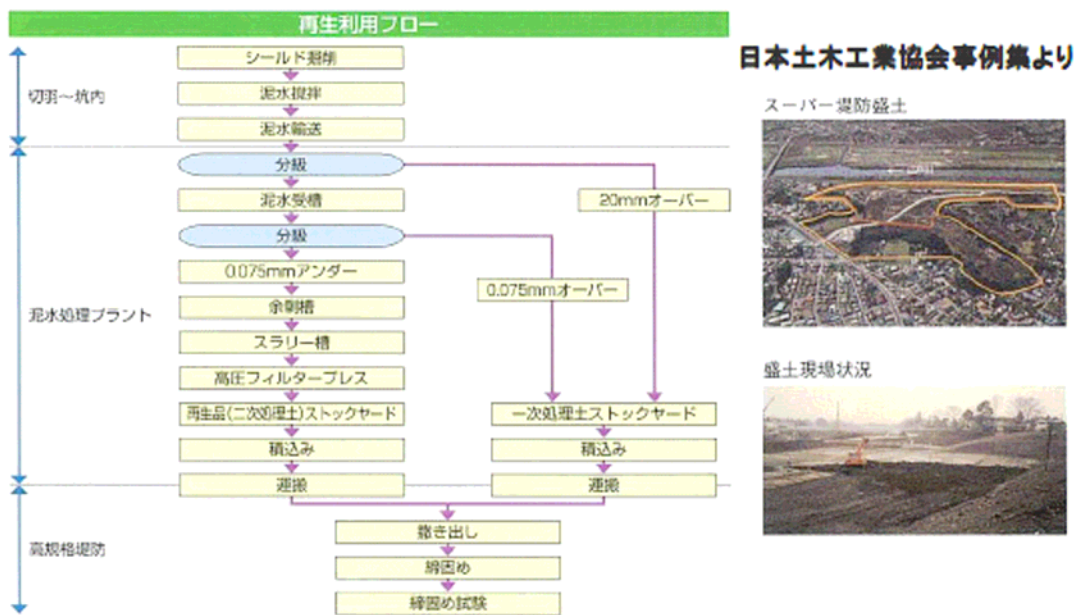 再生利用フロー
日本土木工業協会事例集より
切羽～坑内
シールド掘削
泥水撹拌
泥水輸送
泥水処理プラント
分級
20mmオーバー
泥水受槽
分級
0.075mmオーバー
0.075mmアンダー
余剰槽
スラリー槽
高圧フィルタープレス
再生品(二次処理土)ストックヤード
一次処理土ストックヤード
積込み
積込み
運搬
運搬
高規格堤防
撒き出し
締固め
締固め試験
スーパー堤防盛土
盛土現場状況